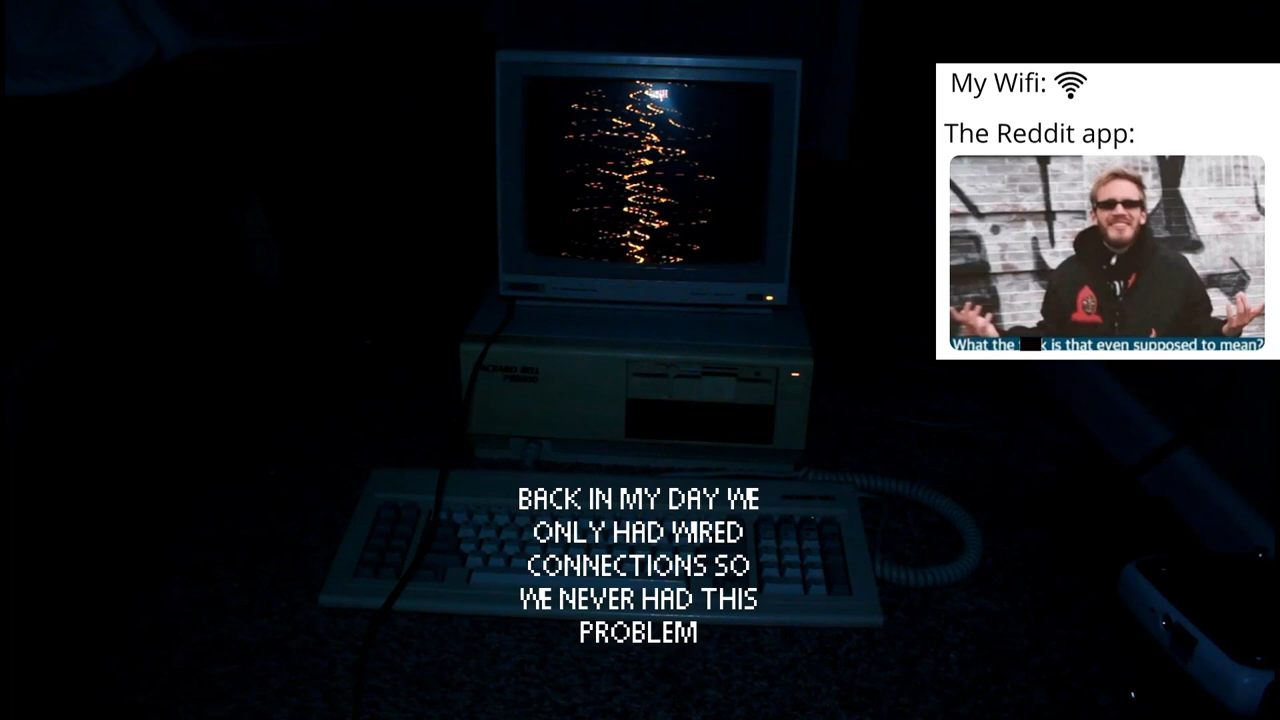 My Wifi:
The Reddit app:
What the k is that even supposed to mean?
BACK IN MY DAY WE
ONLY HAD WIRED
CONNECTIONS SO
WE NEVER HAD THIS
PROBLEM